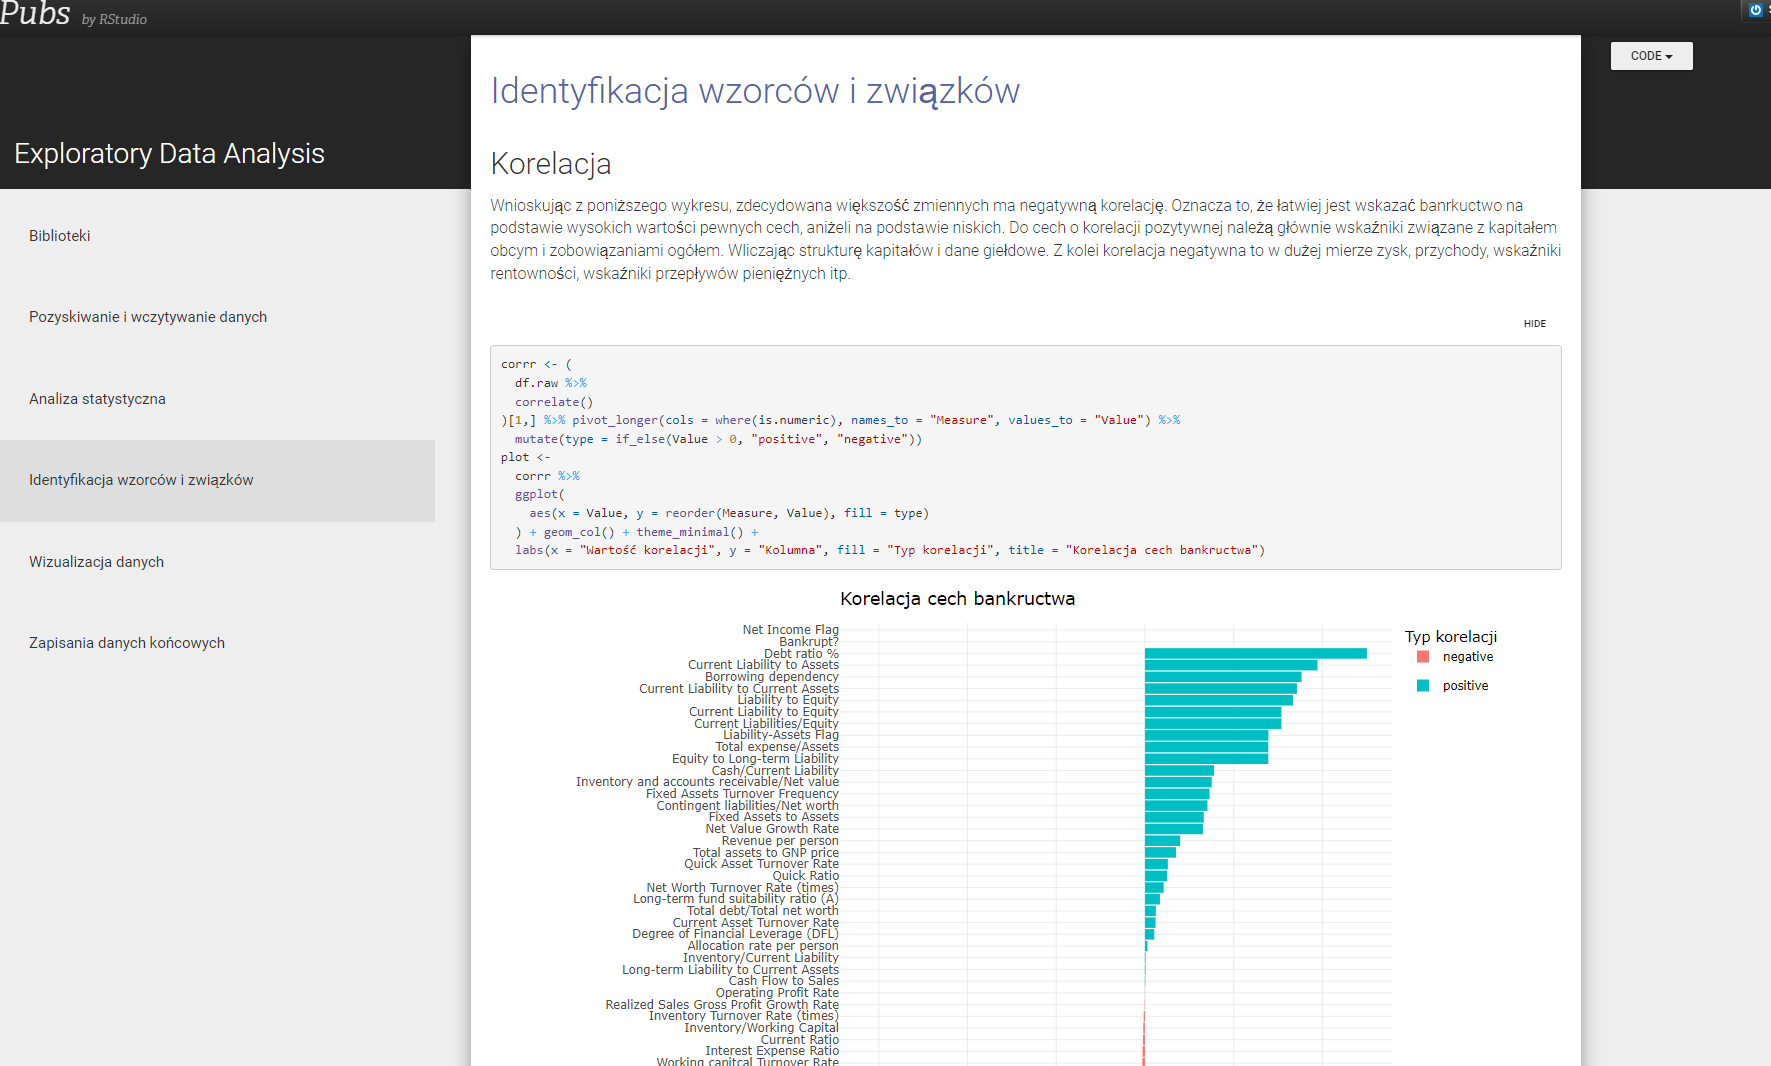 Pubs by RStudio
CODE
Exploratory Data Analysis
Biblioteki
Pozyskiwanie i wczytywanie danych
Analiza statystyczna
Identyfikacja wzorców i związków
Wizualizacja danych
Zapisania danych końcowych
Identyfikacja wzorców i związków
Korelacja
Wnioskując z poniższego wykresu, zdecydowana większość zmiennych ma negatywną korelację. Oznacza to, że łatwiej jest wskazać banrkuctwo na
podstawie wysokich wartości pewnych cech, aniżeli na podstawie niskich. Do cech o korelacji pozytywnej należą głównie wskaźniki związane z kapitałem
obcym i zobowiązaniami ogółem. Wliczając strukturę kapitałów i dane giełdowe. Z kolei korelacja negatywna to w dużej mierze zysk, przychody, wskaźniki
rentowności, wskaźniki przepływów pieniężnych itp.
HIDE
corrr <- (
df.raw %>%
correlate()
)[1,] %>% pivot_longer(cols = where(is.numeric), names_to = "Measure", values_to = "Value") %>%
mutate(type = if_else(Value > 0, "positive", "negative"))
plot <-
corrr %>%
ggplot(
aes(x = Value, y = reorder(Measure, Value), fill = type)
) + geom_col() + theme_minimal() +
labs(x = "Wartość korelacji", y = "Kolumna", fill = "Typ korelacji", title = "Korelacja cech bankructwa")
Korelacja cech bankructwa
Net Income Flag
Bankrupt?
Debt ratio %
Current Liability to Assets
Borrowing dependency
Current Liability to Current Assets
Liability to Equity
Current Liability to Equity
Current Liabilities/Equity
Liability-Assets Flag
Total expense/Assets
Equity to Long-term Liability
Cash/Current Liability
Inventory and accounts receivable/Net value
Fixed Assets Turnover Frequency
Contingent liabilities/Net worth
Fixed Assets to Assets
Net Value Growth Rate
Revenue per person
Total assets to GNP price
Quick Asset Turnover Rate
Quick Ratio
Net Worth Turnover Rate (times)
Long-term fund suitability ratio (A)
Total debt/Total net worth
Current Asset Turnover Rate
Degree of Financial Leverage (DFL)
Allocation rate per person
Inventory/Current Liability
Long-term Liability to Current Assets
Cash Flow to Sales
Operating Profit Rate
Realized Sales Gross Profit Growth Rate
Inventory Turnover Rate (times)
Inventory/Working Capital
Current Ratio
Interest Expense Ratio
Working capitcal Turnover Rate
Typ korelacji
negative
positive